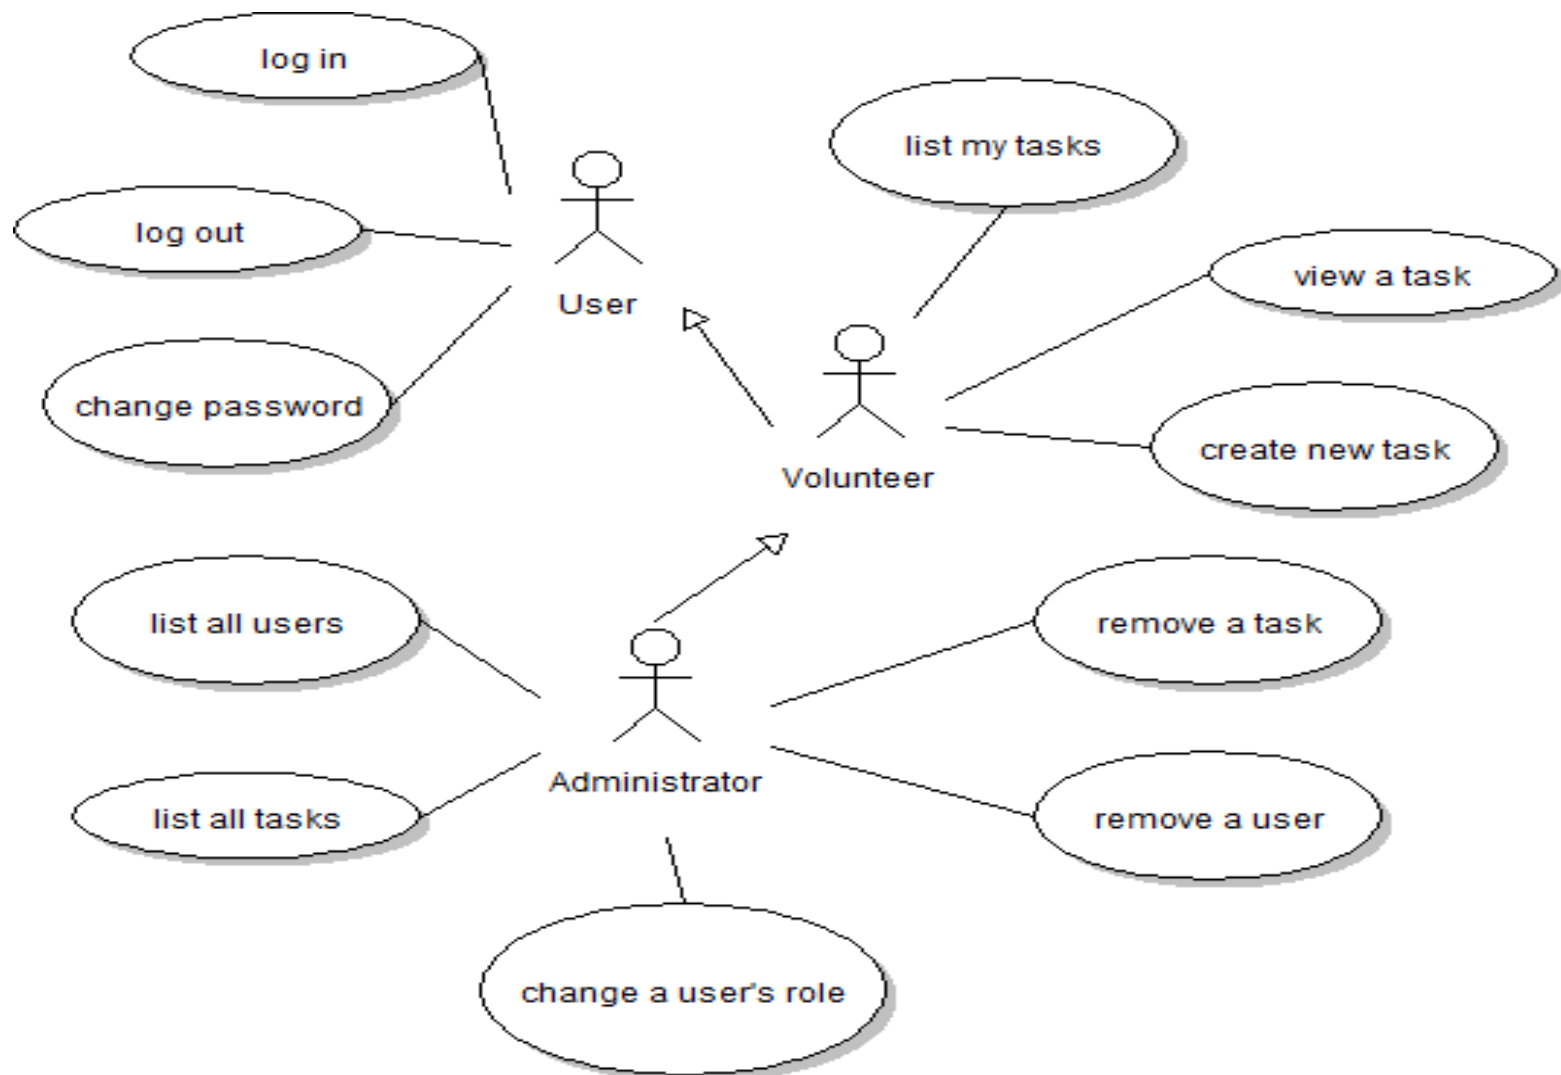 log in
list my tasks
log out
view a task
User
change password
create new task
Volunteer
list all users
remove a task
Administrator
list all tasks
remove a user
change a user's role